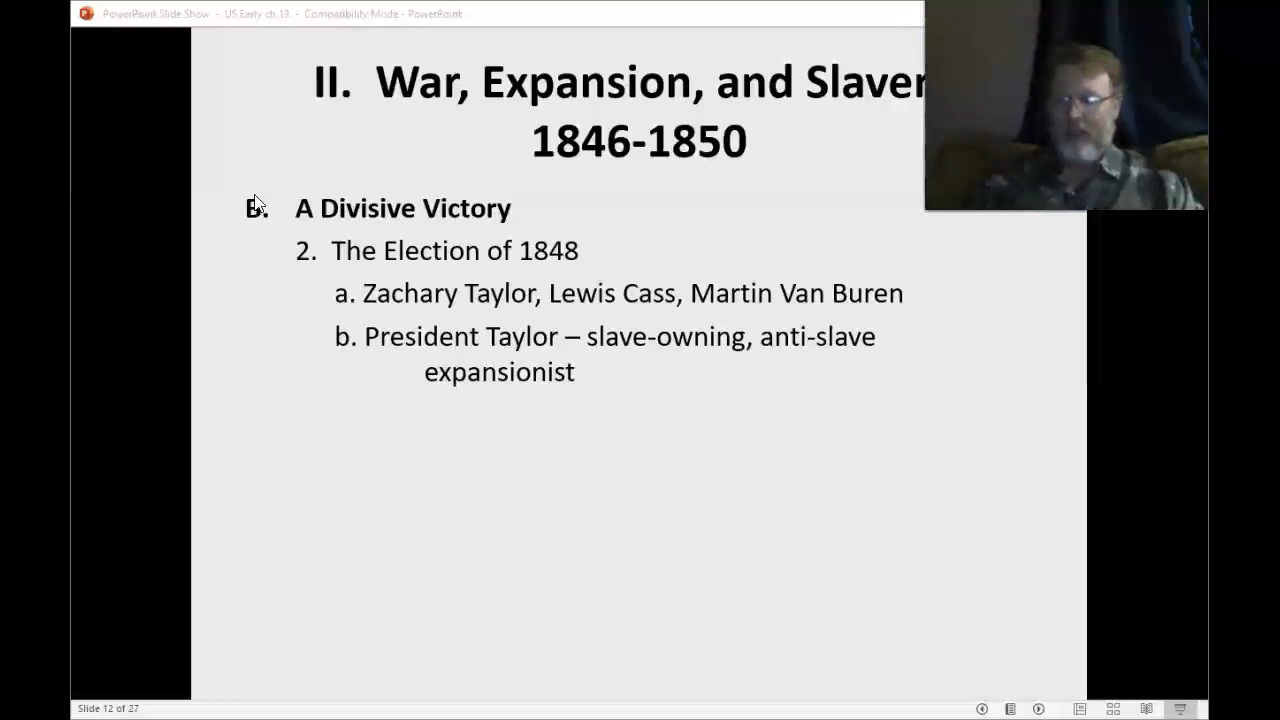 PowerPoint Slide Show - US Early ch 13 - Compatibility Mode - PowerPoint
II. War, Expansion, and Slaver
1846-1850
B. A Divisive Victory
2. The Election of 1848
a. Zachary Taylor, Lewis Cass, Martin Van Buren
b. President Taylor – slave-owning, anti-slave
expansionist
Slide 12 of 27